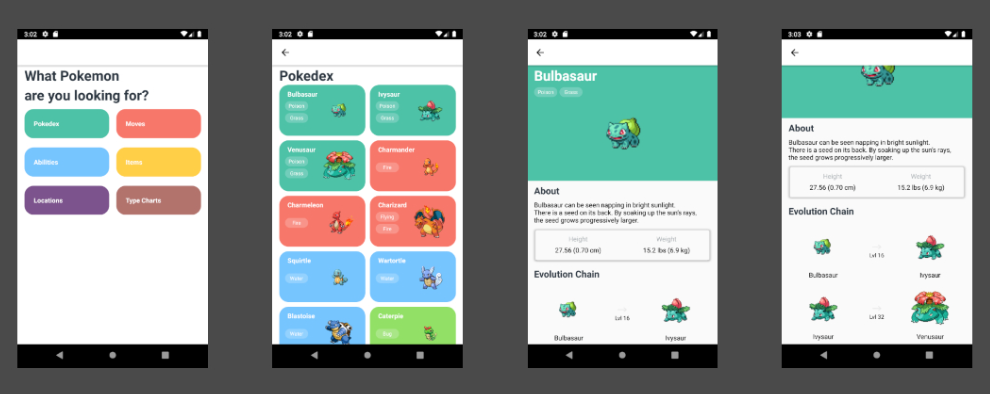 3:02
What Pokemon
are you looking for?
Pokedex
Moves
Abilities
Items
Locations
Type Charts
3:02
Pokedex
Bulbasaur
Poison
Grass
Ivysaur
Poison
Grass
Venusaur
Poison
Grass
Charmander
Fire
Charmeleon
Fire
Charizard
Flying
Fire
Squirtle
Water
Wartortle
Water
Blastoise
Water
Caterpie
Bug
3:02
Bulbasaur
Poison
Grass
About
Bulbasaur can be seen napping in bright sunlight.
There is a seed on its back. By soaking up the sun's rays,
the seed grows progressively larger.
Height
Weight
27.56 (0.70 cm)
15.2 lbs (6.9 kg)
Evolution Chain
Lvl 16
Bulbasaur
Ivysaur
3:03
About
Bulbasaur can be seen napping in bright sunlight.
There is a seed on its back. By soaking up the sun's rays,
the seed grows progressively larger.
Height
Weight
27.56 (0.70 cm)
15.2 lbs (6.9 kg)
Evolution Chain
Lvl 16
Bulbasaur
Ivysaur
Lvl 32
Ivysaur
Venusaur